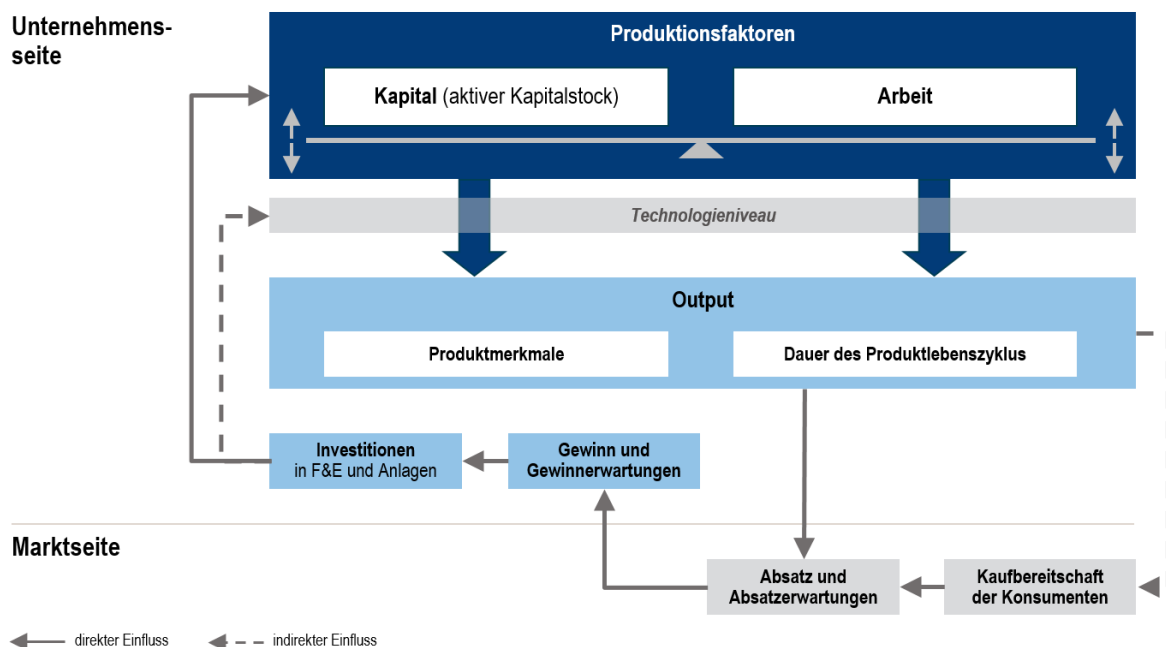 Unternehmens-
seite
Produktionsfaktoren
Kapital (aktiver Kapitalstock)
Arbeit
Technologieniveau
Output
Produktmerkmale
Dauer des Produktlebenszyklus
Investitionen
in F&E und Anlagen
Gewinn und
Gewinnerwartungen
Marktseite
Absatz und
Absatzerwartungen
Kaufbereitschaft
der Konsumenten
direkter Einfluss
indirekter Einfluss